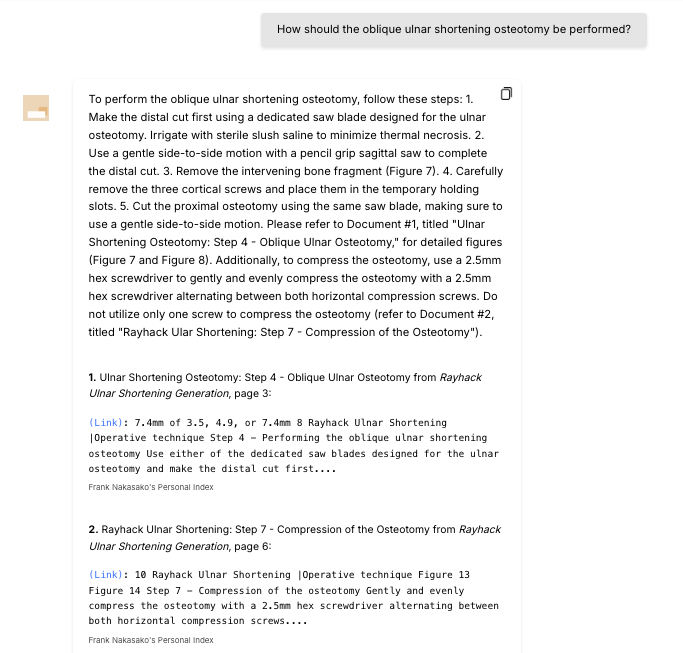 How should the oblique ulnar shortening osteotomy be performed?
To perform the oblique ulnar shortening osteotomy, follow these steps: 1.
Make the distal cut first using a dedicated saw blade designed for the ulnar
osteotomy. Irrigate with sterile slush saline to minimize thermal necrosis. 2.
Use a gentle side-to-side motion with a pencil grip sagittal saw to complete
the distal cut. 3. Remove the intervening bone fragment (Figure 7). 4. Carefully
remove the three cortical screws and place them in the temporary holding
slots. 5. Cut the proximal osteotomy using the same saw blade, making sure to
use a gentle side-to-side motion. Please refer to Document #1, titled "Ulnar
Shortening Osteotomy: Step 4 - Oblique Ulnar Osteotomy," for detailed figures
(Figure 7 and Figure 8). Additionally, to compress the osteotomy, use a 2.5mm
hex screwdriver to gently and evenly compress the osteotomy with a 2.5mm
hex screwdriver alternating between both horizontal compression screws. Do
not utilize only one screw to compress the osteotomy (refer to Document #2,
titled "Rayhack Ular Shortening: Step 7 - Compression of the Osteotomy").
1. Ulnar Shortening Osteotomy: Step 4 - Oblique Ulnar Osteotomy from Rayhack
Ulnar Shortening Generation, page 3:
(Link): 7.4mm of 3.5, 4.9, or 7.4mm 8 Rayhack Ulnar Shortening
|Operative technique Step 4 – Performing the oblique ulnar shortening
osteotomy Use either of the dedicated saw blades designed for the ulnar
osteotomy and make the distal cut first....
Frank Nakasako's Personal Index
2. Rayhack Ulnar Shortening: Step 7 - Compression of the Osteotomy from Rayhack
Ulnar Shortening Generation, page 6:
(Link): 10 Rayhack Ulnar Shortening |Operative technique Figure 13
Figure 14 Step 7 – Compression of the osteotomy Gently and evenly
compress the osteotomy with a 2.5mm hex screwdriver alternating between
both horizontal compression screws....
Frank Nakasako's Personal Index